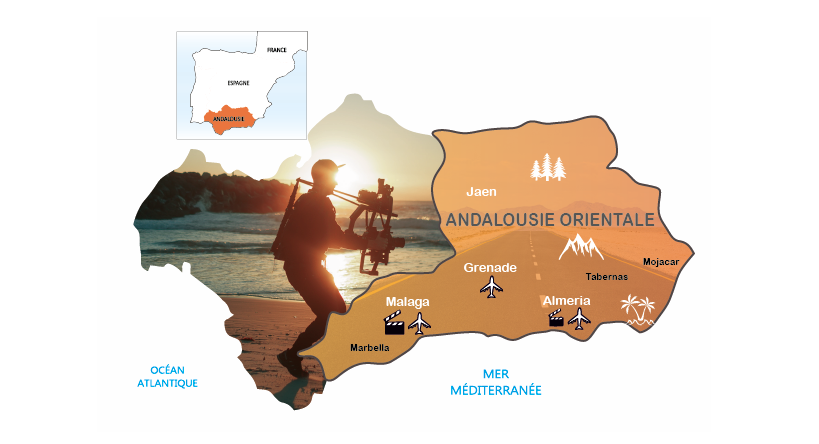 FRANCE
ESPAGNE
ANDALOUSIE
Jaen
ANDALOUSIE ORIENTALE
Mojacar
Grenade
Tabernas
Malaga
Almeria
Marbella
OCÉAN
ATLANTIQUE
MER
MÉDITERRANÉE